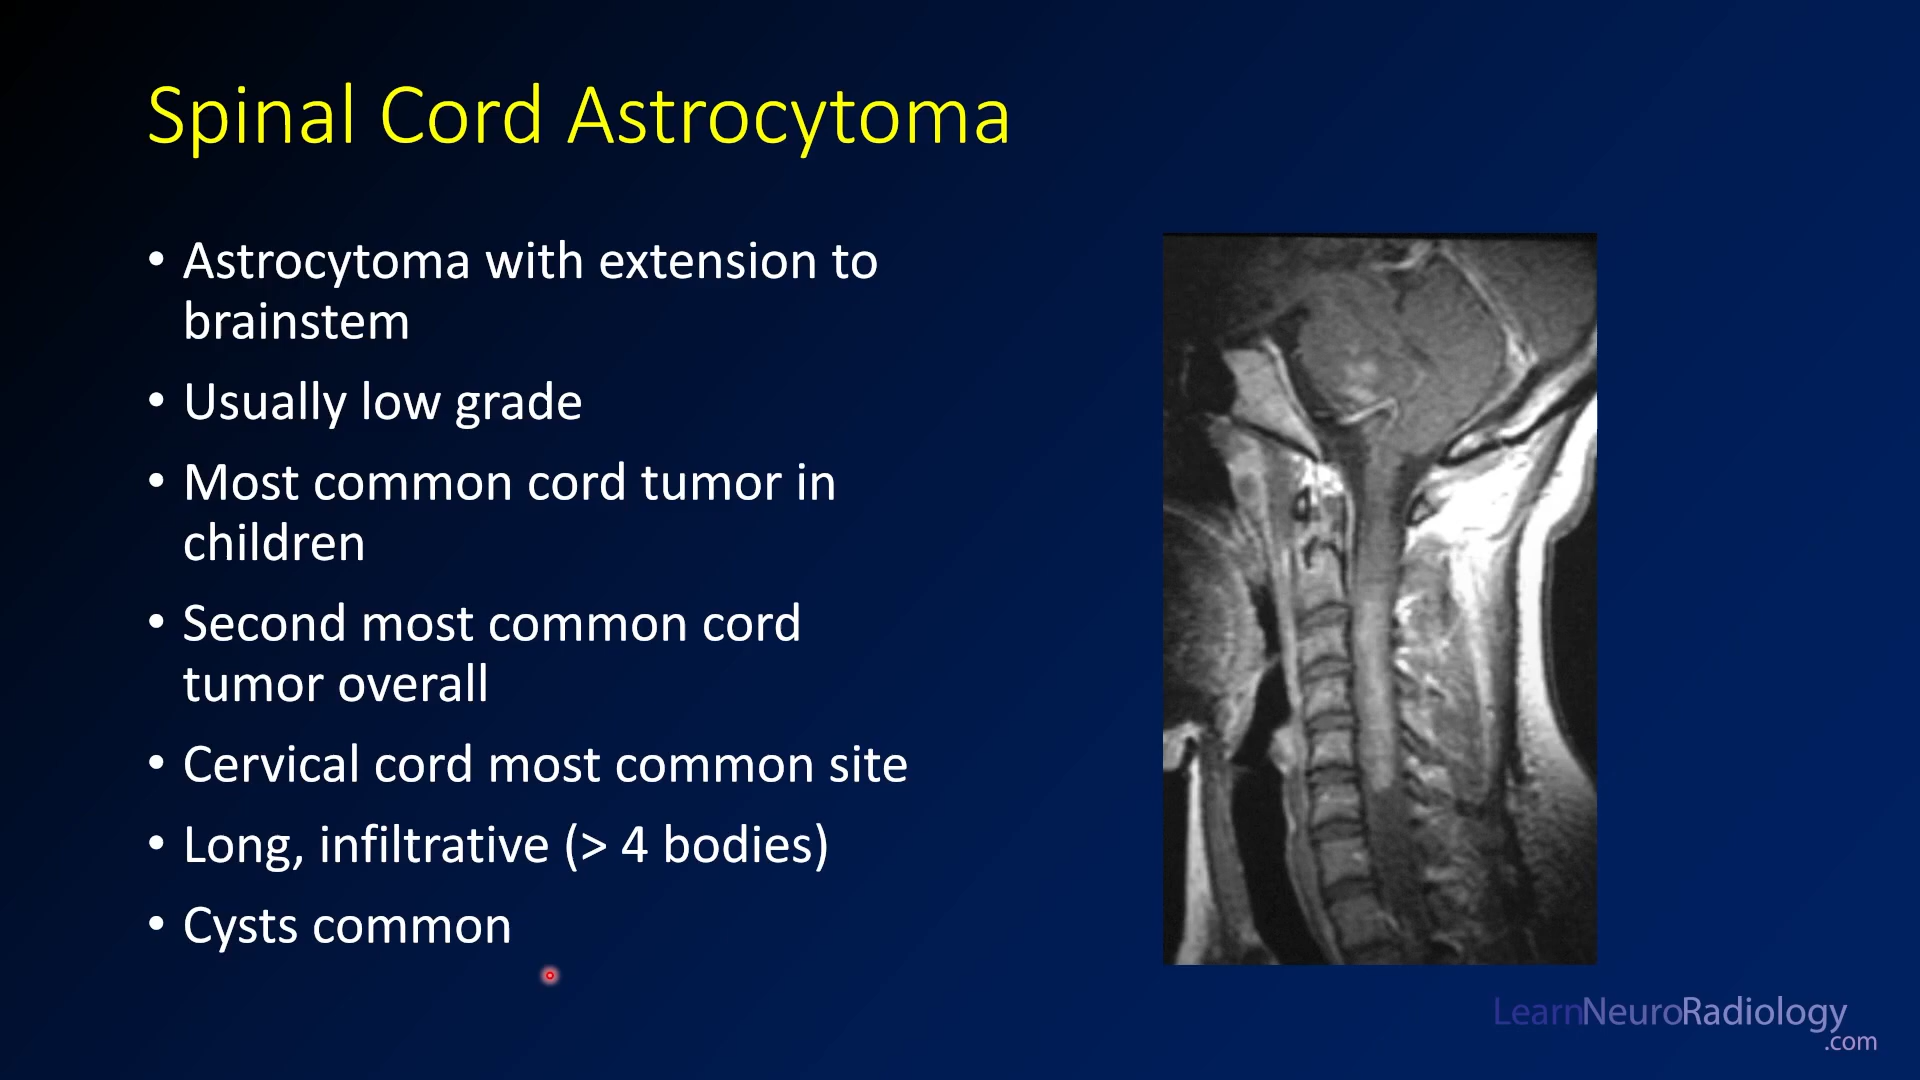 Spinal Cord Astrocytoma
• Astrocytoma with extension to
brainstem
• Usually low grade
• Most common cord tumor in
children
• Second most common cord
tumor overall
• Cervical cord most common site
• Long, infiltrative (> 4 bodies)
• Cysts common
LearnNeuroRadiology
.com